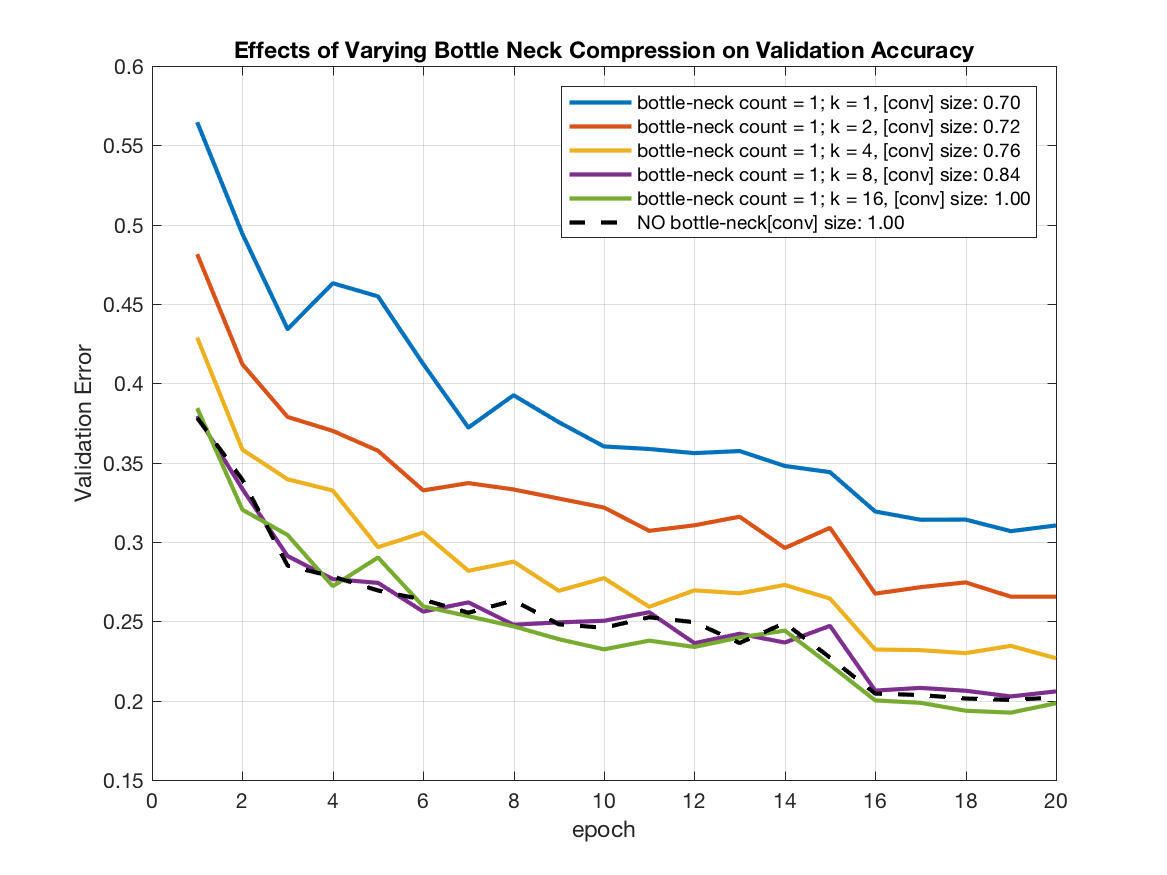 Effects of Varying Bottle Neck Compression on Validation Accuracy
0.6
0.55
0.5
0.45
0.4
0.35
0.3
0.25
0.2
0.15
Validation Error
bottle-neck count = 1; k = 1, [conv] size: 0.70
bottle-neck count = 1; k = 2, [conv] size: 0.72
bottle-neck count = 1; k = 4, [conv] size: 0.76
bottle-neck count = 1; k = 8, [conv] size: 0.84
bottle-neck count = 1; k = 16, [conv] size: 1.00
NO bottle-neck[conv] size: 1.00
0 2 4 6 8 10 12 14 16 18 20
epoch